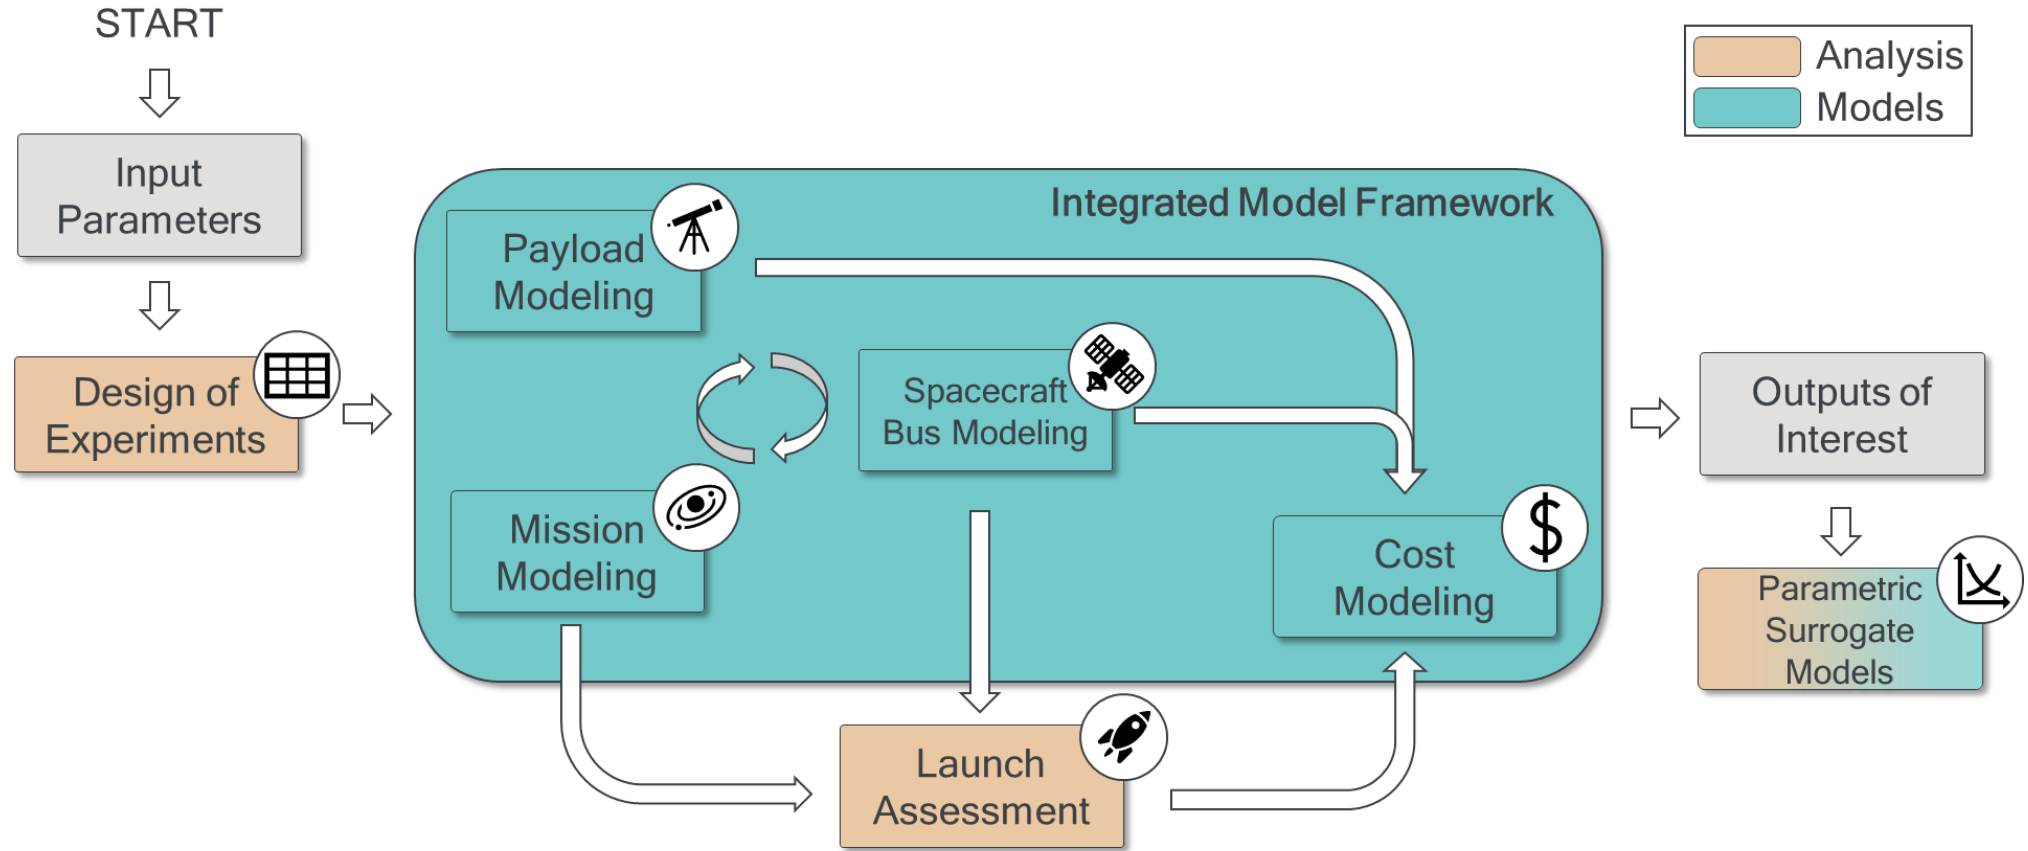 START
Input
Parameters
Design of
Experiments
Integrated Model Framework
Payload
Modeling
Spacecraft
Bus Modeling
Mission
Modeling
Cost
Modeling
$
Launch
Assessment
Analysis
Models
Outputs of
Interest
Parametric
Surrogate
Models